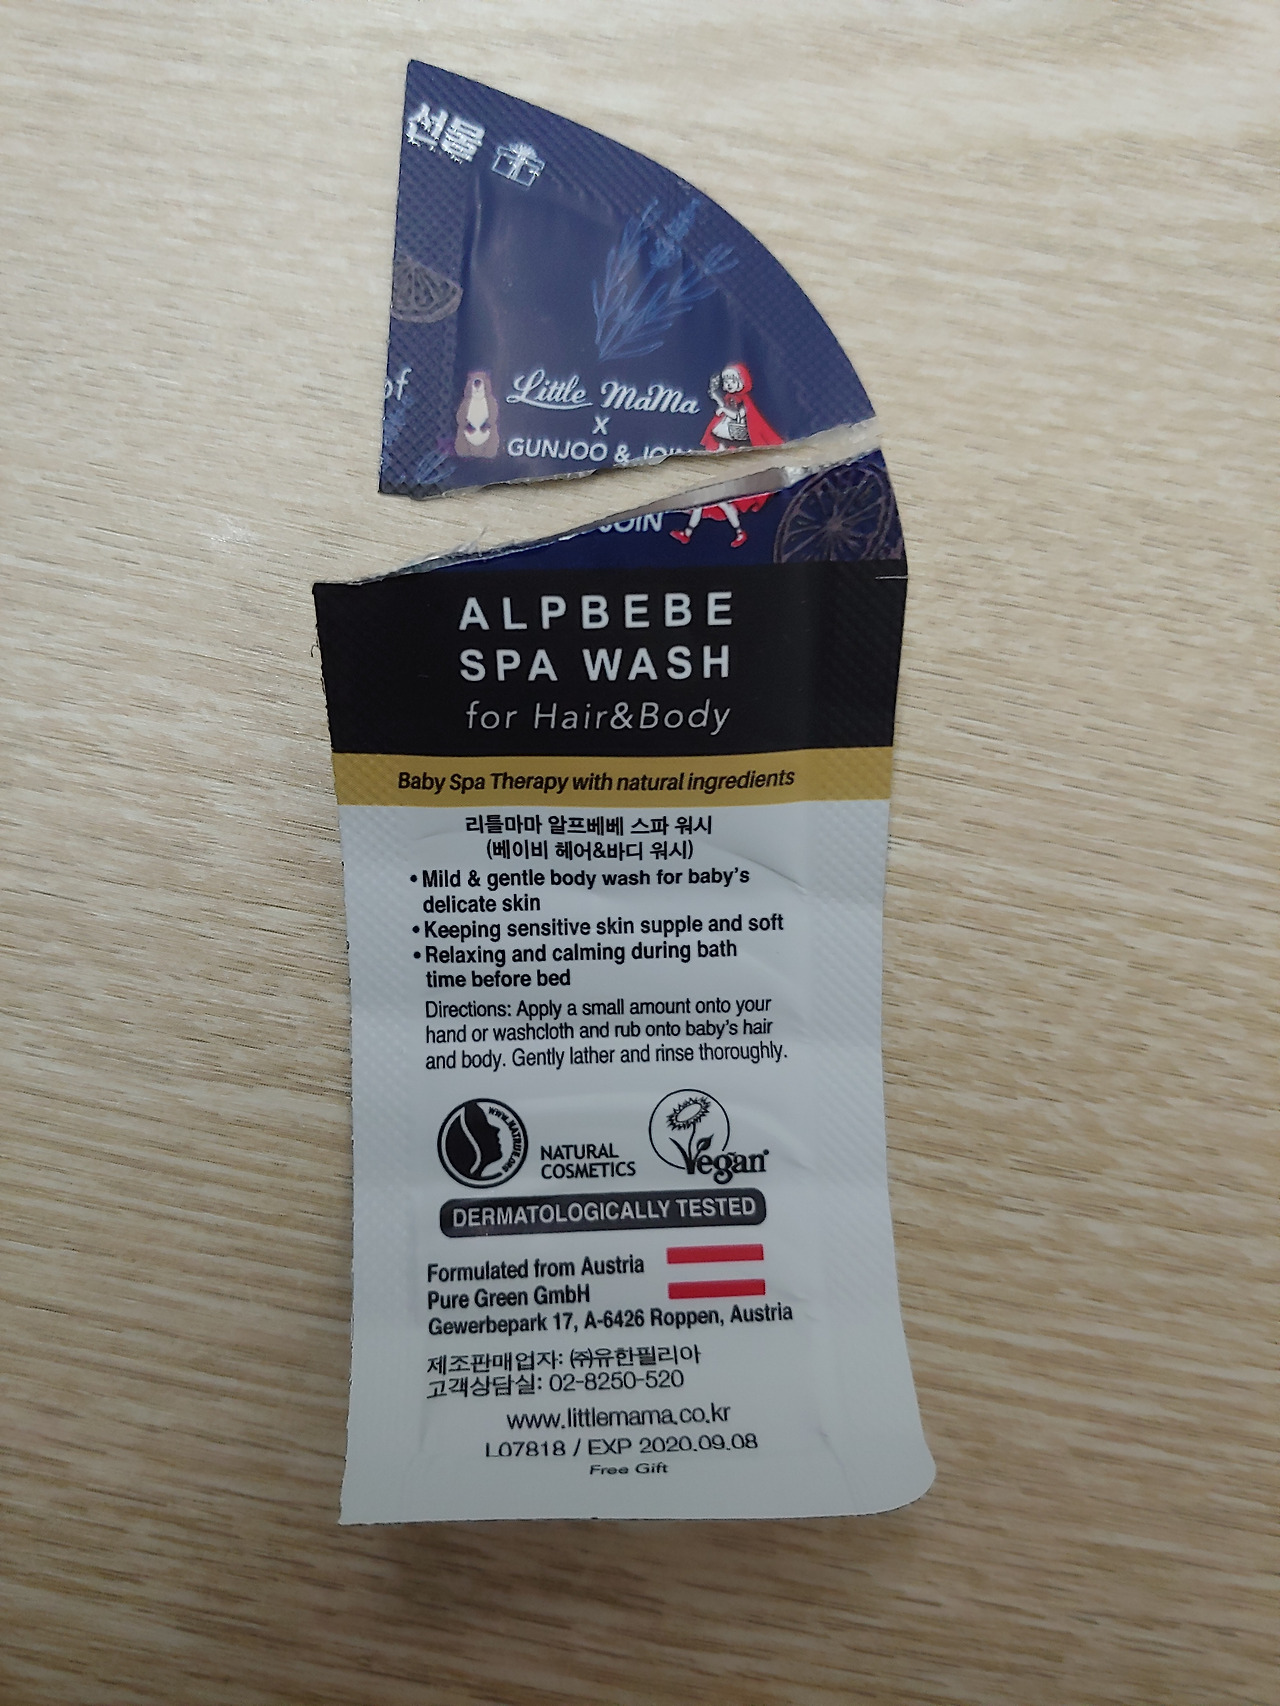 선물
of
Little MaMa
X
GUNJOO & JOIN
JOIN
ALPBEBE
SPA WASH
for Hair&Body
Baby Spa Therapy with natural ingredients
리틀마마 알프베베 스파 워시
(베이비 헤어&바디 워시)
• Mild & gentle body wash for baby's
delicate skin
• Keeping sensitive skin supple and soft
• Relaxing and calming during bath
time before bed
Directions: Apply a small amount onto your
hand or washcloth and rub onto baby's hair
and body. Gently lather and rinse thoroughly.
WWW.NATRUE.ORG
NATURAL
COSMETICS
Vegan
DERMATOLOGICALLY TESTED
Formulated from Austria
Pure Green GmbH
Gewerbepark 17, A-6426 Roppen, Austria
제조판매업자: ㈜유한필리아
고객상담실: 02-8250-520
www.littlemama.co.kr
L07818 / EXP 2020.09.08
Free Gift